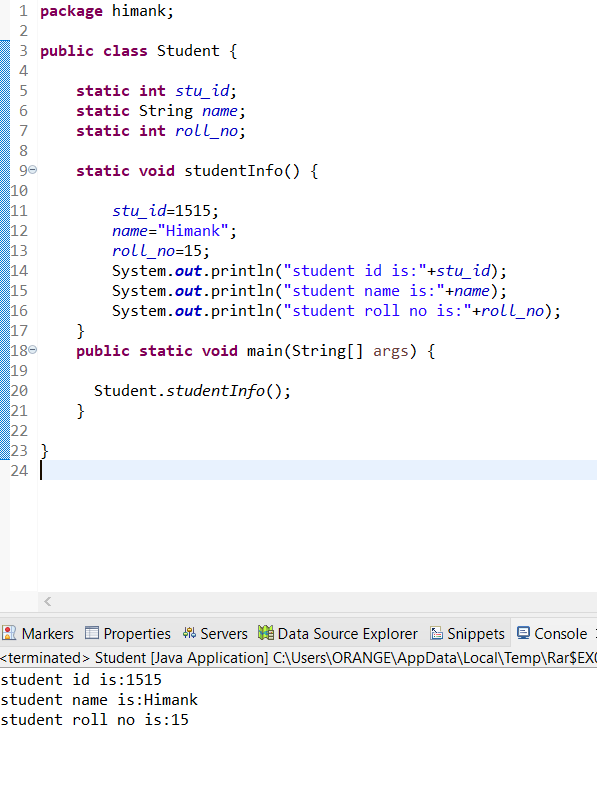 1 package himank;
2
3 public class Student {
4
5 static int stu_id;
6 static String name;
7 static int roll_no;
8
9 static void studentInfo() {
10
11 stu_id=1515;
12 name="Himank";
13 roll_no=15;
14 System.out.println("student id is:"+stu_id);
15 System.out.println("student name is:"+name);
16 System.out.println("student roll no is:"+roll_no);
17 }
18 public static void main(String[] args) {
19
20 Student.studentInfo();
21 }
22
23 }
24
Markers Properties Servers Data Source Explorer Snippets Console
<terminated> Student [Java Application] C:\Users\ORANGE\AppData\Local\Temp\Rar$EX
student id is:1515
student name is:Himank
student roll no is:15